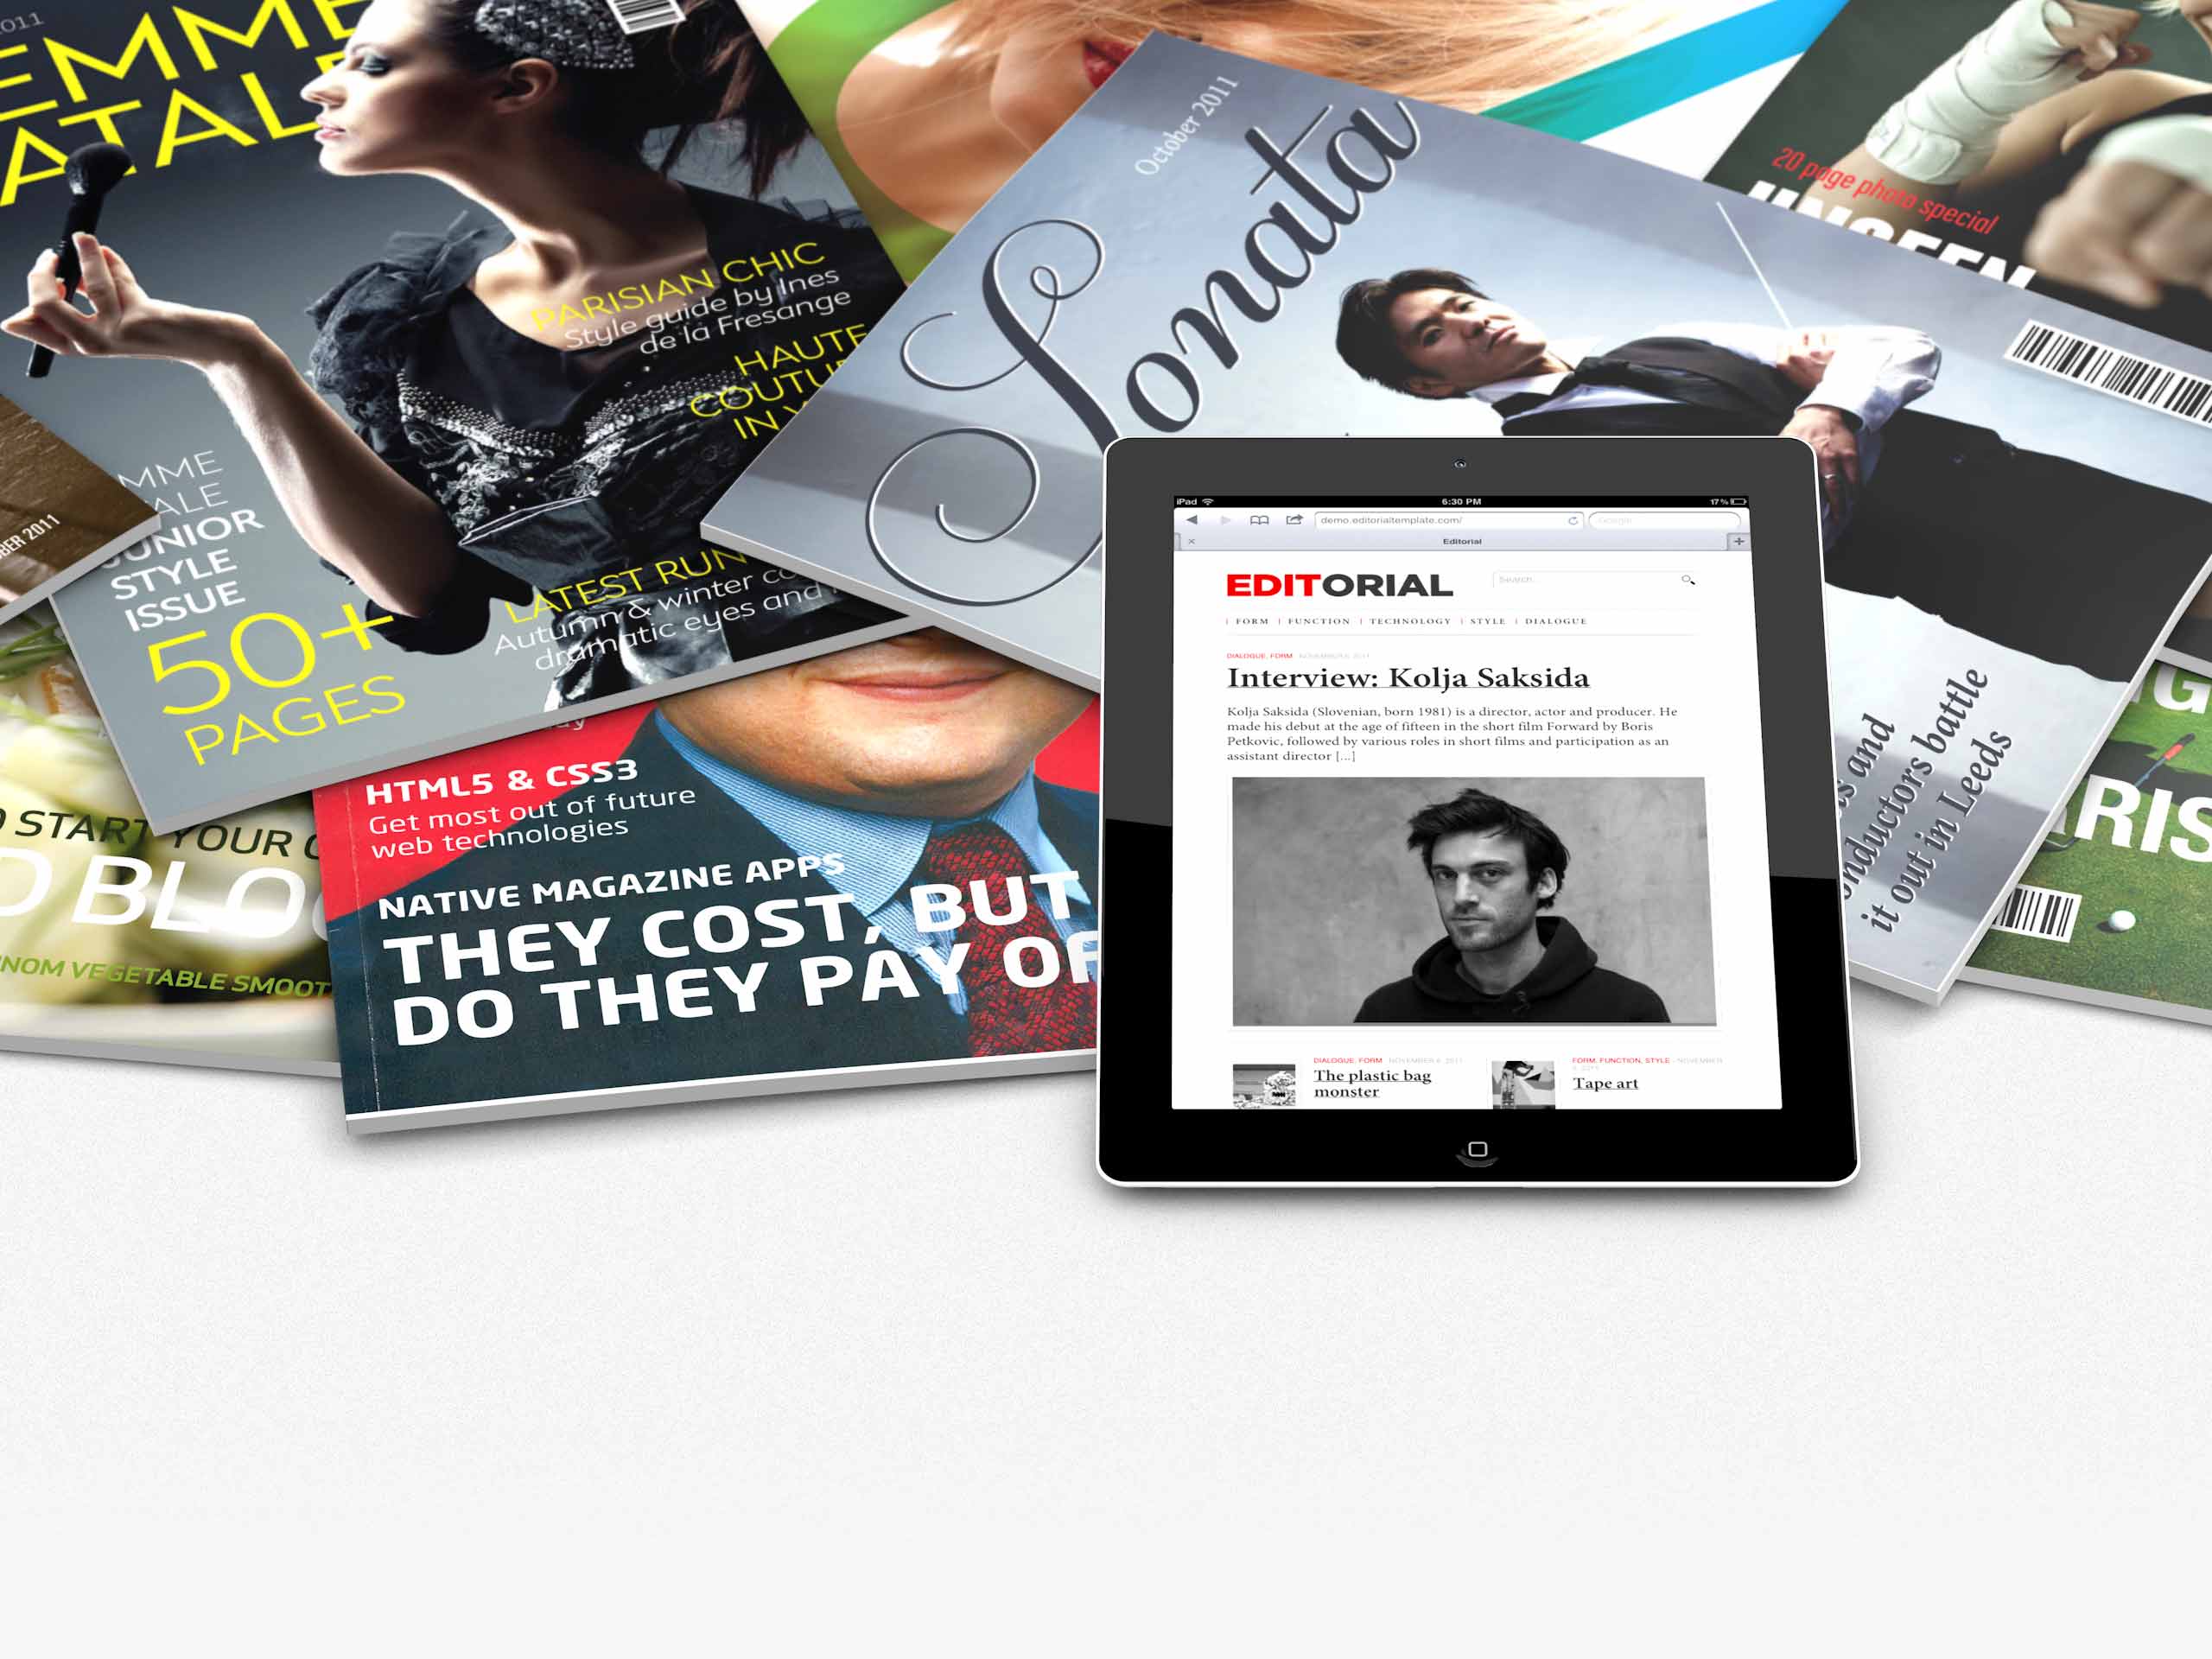 2011
EMME
ATALE
PARISIAN CHIC
Style guide by Ines
de la Fresange
HAUTE
IN
MME
ALE
JUNIOR
STYLE
ISSUE
50+
PAGES
LATEST RUN
Autumn & winter co
dramatic eyes and
BER 2011
October 2011
Sonata
and
conductors battle
it out in Leeds
20 page photo special
UNSEEN
G
ARIS
START YOUR
D BLO
NOM VEGETABLE SMOOT
HTML5 & CSS3
Get most out of future
web technologies
NATIVE MAGAZINE APPS
THEY COST, BUT
DO THEY PAY OF
iPad 6:30 PM 17%
demo.editorialtemplate.com/ Google
Editorial
EDITORIAL
Search...
FORM | FUNCTION | TECHNOLOGY | STYLE | DIALOGUE
DIALOGUE, FORM NOVEMBER 6, 2011
Interview: Kolja Saksida
Kolja Saksida (Slovenian, born 1981) is a director, actor and producer. He
made his debut at the age of fifteen in the short film Forward by Boris
Petkovic, followed by various roles in short films and participation as an
assistant director [...]
DIALOGUE, FORM NOVEMBER 6, 2011
The plastic bag
monster
FORM, FUNCTION, STYLE - NOVEMBER
Tape art